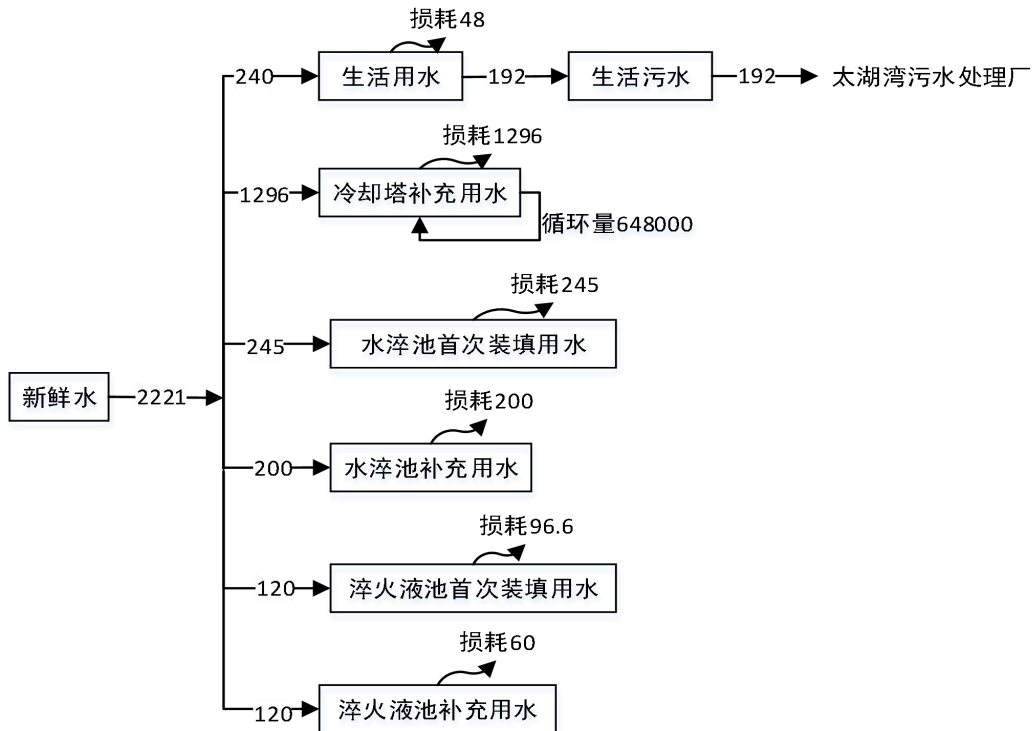 损耗48
240
生活用水
192
生活污水
192
太湖湾污水处理厂
损耗1296
1296
冷却塔补充用水
循环量648000
损耗245
245
水淬池首次装填用水
新鲜水
2221
损耗200
200
水淬池补充用水
损耗96.6
120
淬火液池首次装填用水
损耗60
120
淬火液池补充用水